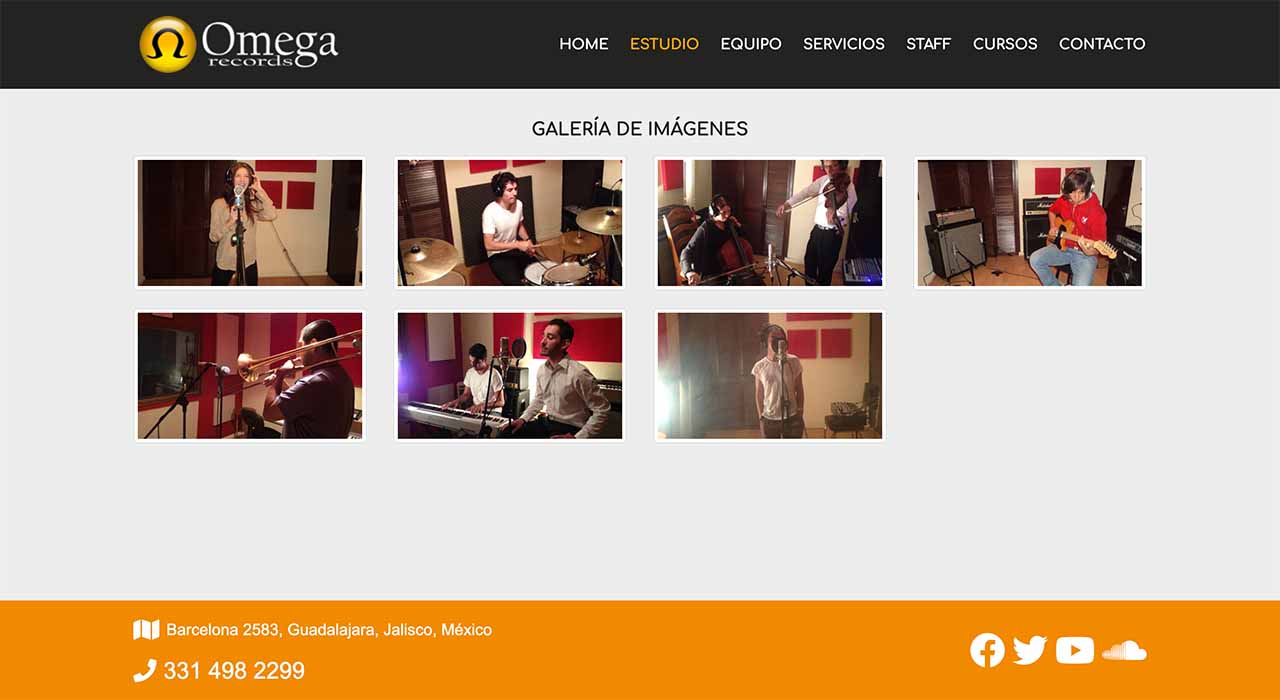 Ω Omega
records
HOME ESTUDIO EQUIPO SERVICIOS STAFF CURSOS CONTACTO
GALERÍA DE IMÁGENES
Barcelona 2583, Guadalajara, Jalisco, México
331 498 2299